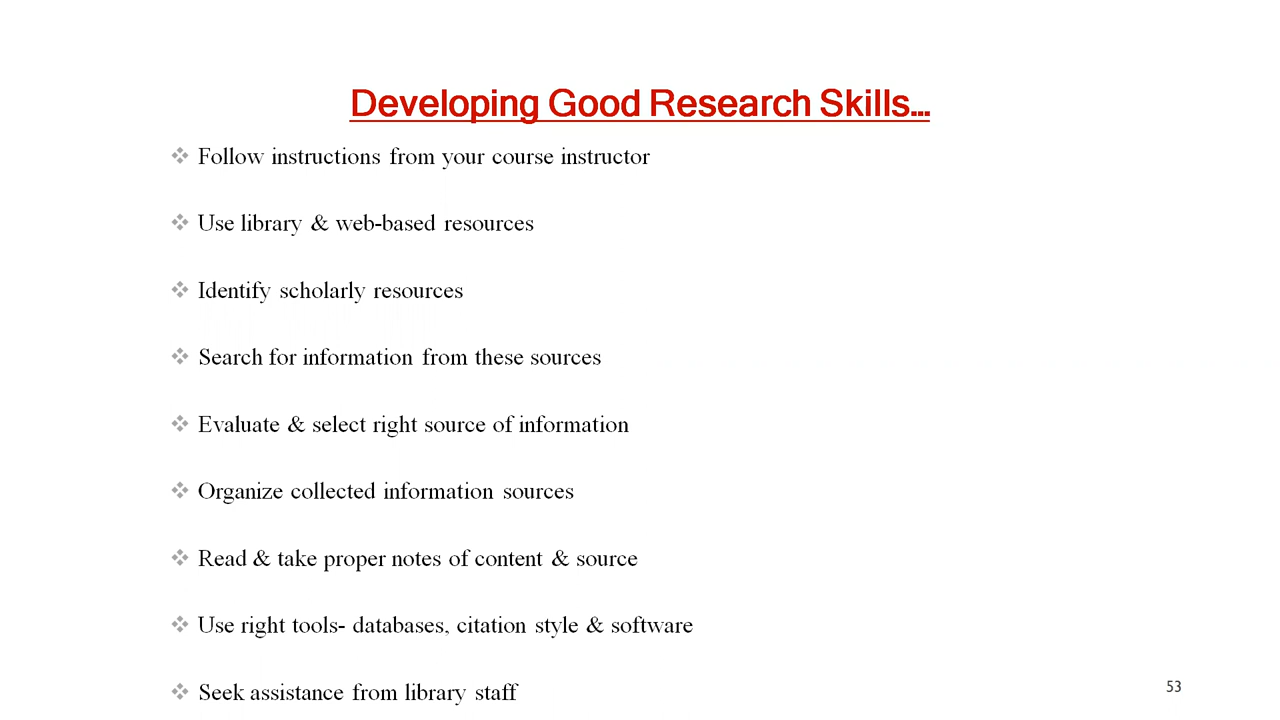 Developing Good Research Skills...
❖ Follow instructions from your course instructor
❖ Use library & web-based resources
❖ Identify scholarly resources
❖ Search for information from these sources
❖ Evaluate & select right source of information
❖ Organize collected information sources
❖ Read & take proper notes of content & source
❖ Use right tools- databases, citation style & software
❖ Seek assistance from library staff
53